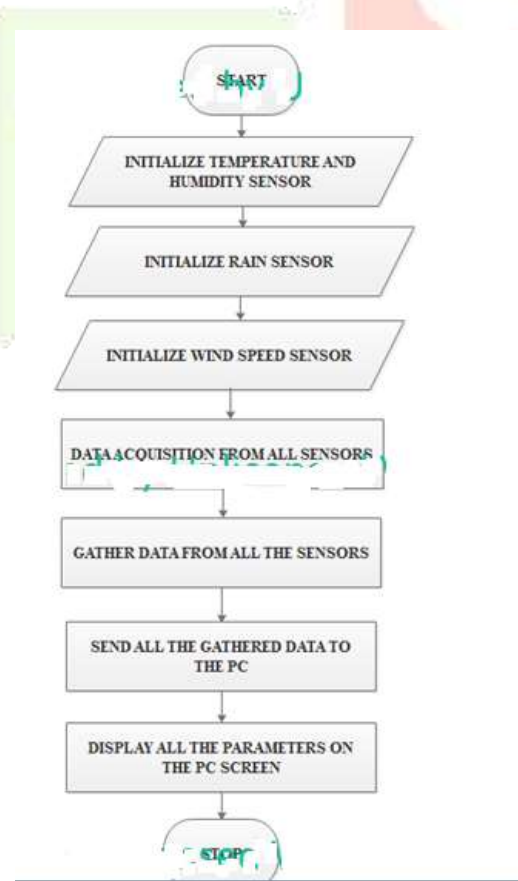 START
INITIALIZE TEMPERATURE AND
HUMIDITY SENSOR
INITIALIZE RAIN SENSOR
INITIALIZE WIND SPEED SENSOR
DATA ACQUISITION FROM ALL SENSORS
GATHER DATA FROM ALL THE SENSORS
SEND ALL THE GATHERED DATA TO
THE PC
DISPLAY ALL THE PARAMETERS ON
THE PC SCREEN
STOP